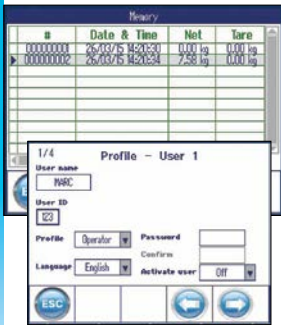 Memory
# Date & Time Net Tare
00000001 26/03/15 14:20:30 0,00 kg 0,00 kg
000000002 26/03/15 14:20:34 7,58 kg 0,00 kg
1/4 Profile - User 1
User name
MARC
User ID
123
Profile Operator Password
Confirm
Language English Activate user Off
ESC